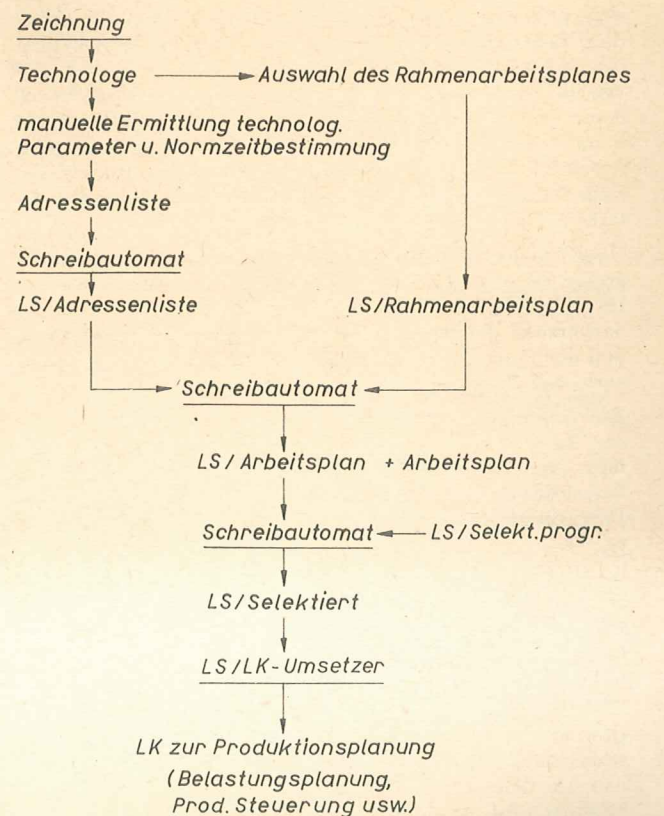 Zeichnung
Technologe
Auswahl des Rahmenarbeitsplanes
manuelle Ermittlung technolog.
Parameter u. Normzeitbestimmung
Adressenliste
Schreibautomat
LS/Adressenliste
LS/Rahmenarbeitsplan
Schreibautomat
LS/Arbeitsplan + Arbeitsplan
Schreibautomat
LS/Selekt.progr.
LS/Selektiert
LS/LK-Umsetzer
LK zur Produktionsplanung
(Belastungsplanung,
Prod. Steuerung usw.)